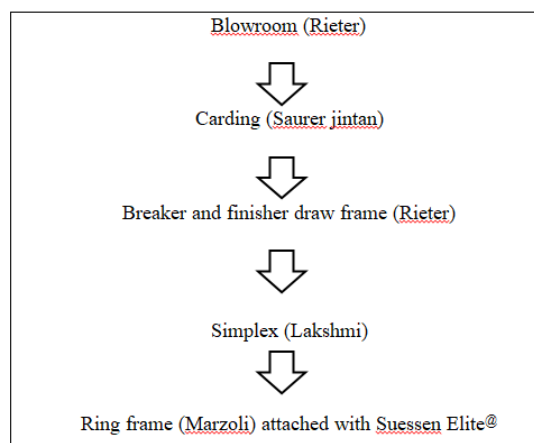 Blowroom (Rieter)
Carding (Saurer jintan)
Breaker and finisher draw frame (Rieter)
Simplex (Lakshmi)
Ring frame (Marzoli) attached with Suessen Elite@